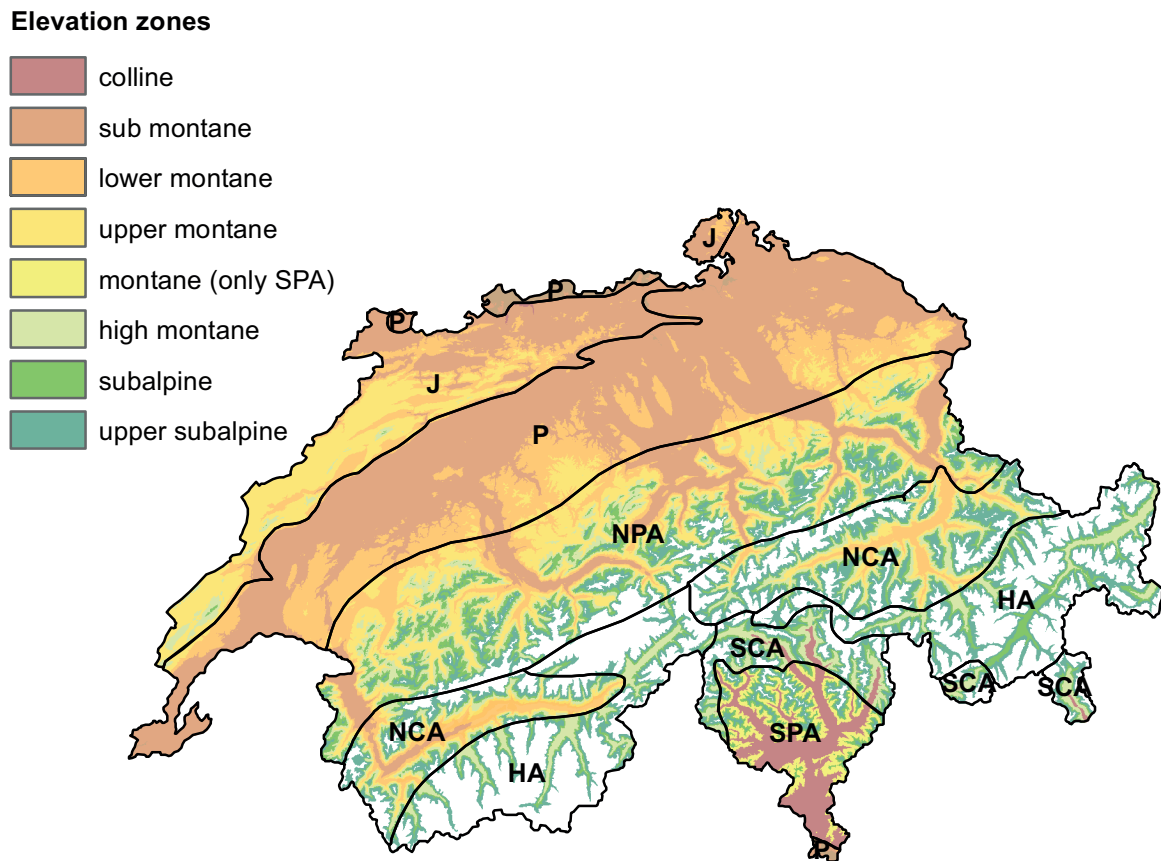 Elevation zones
colline
sub montane
lower montane
upper montane
montane (only SPA)
high montane
subalpine
upper subalpine
J
P
P
J
P
NPA
NCA
HA
SCA
SCA
SCA
NCA
SPA
HA
P